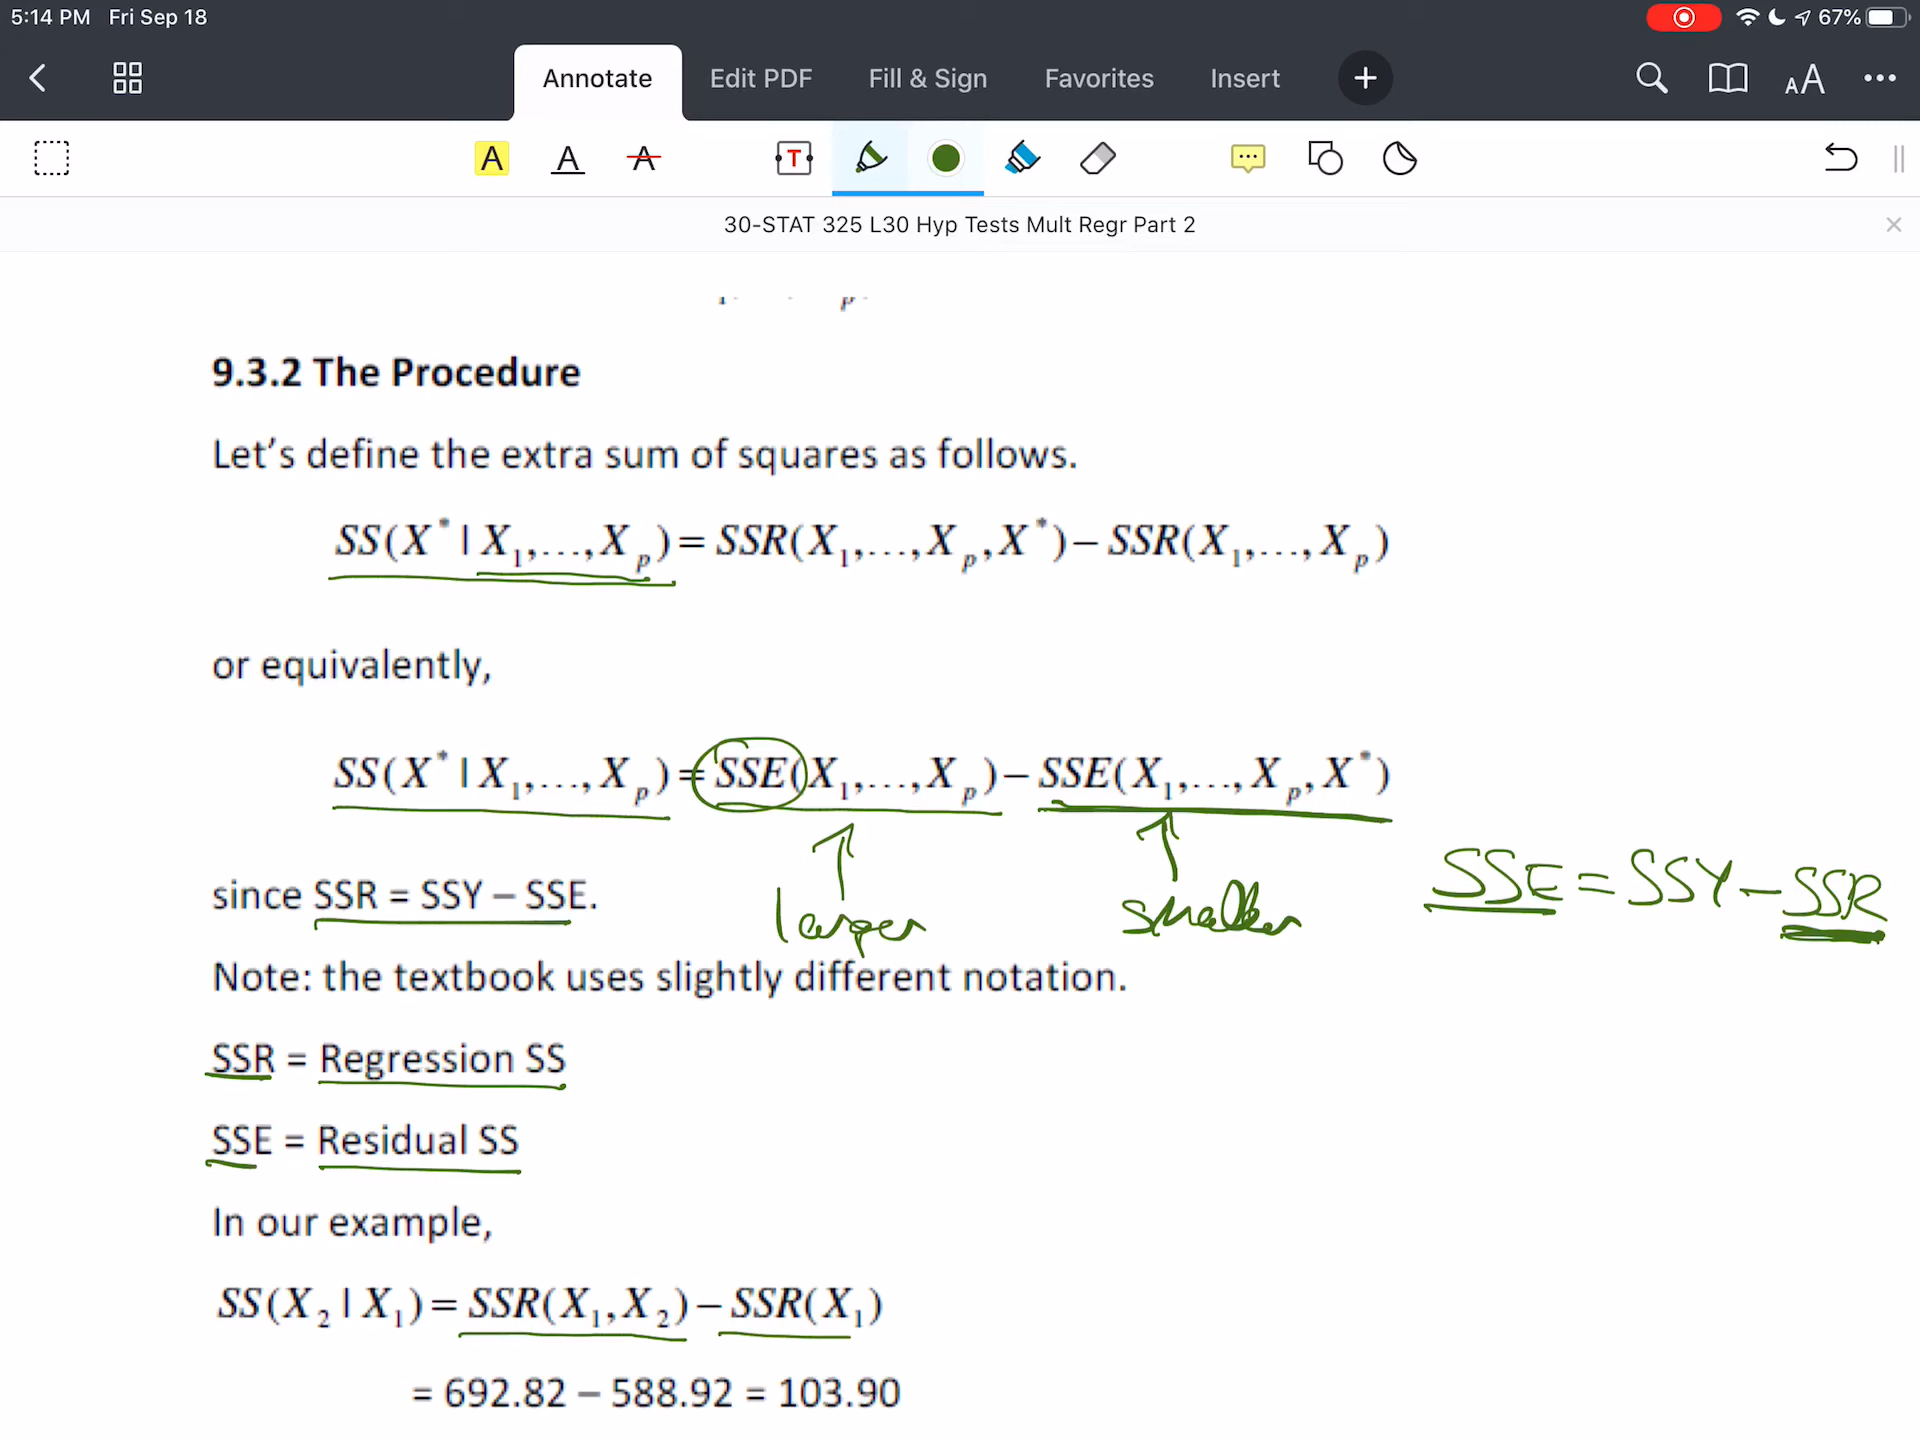 5:14 PM Fri Sep 18 67%
Annotate Edit PDF Fill & Sign Favorites Insert AA
A A A T
30-STAT 325 L30 Hyp Tests Mult Regr Part 2
9.3.2 The Procedure
Let's define the extra sum of squares as follows.
SS(X* | X₁,...,Xₚ) = SSR(X₁,...,Xₚ,X*) – SSR(X₁,...,Xₚ)
or equivalently,
SS(X* | X₁,...,Xₚ) = SSE(X₁,...,Xₚ) – SSE(X₁,...,Xₚ,X*)
since SSR = SSY – SSE.
larger smaller
SSE = SSY – SSR
Note: the textbook uses slightly different notation.
SSR = Regression SS
SSE = Residual SS
In our example,
SS(X₂ | X₁) = SSR(X₁,X₂) – SSR(X₁)
= 692.82 – 588.92 = 103.90